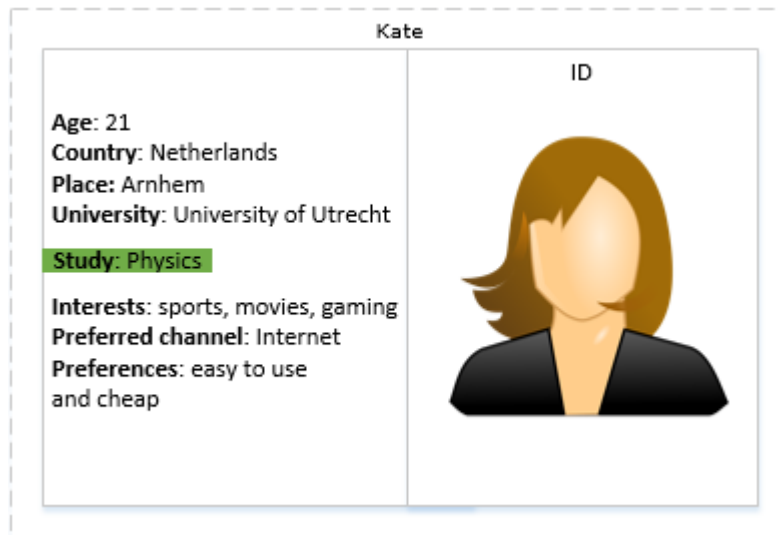 Kate
ID
Age: 21
Country: Netherlands
Place: Arnhem
University: University of Utrecht
Study: Physics
Interests: sports, movies, gaming
Preferred channel: Internet
Preferences: easy to use
and cheap